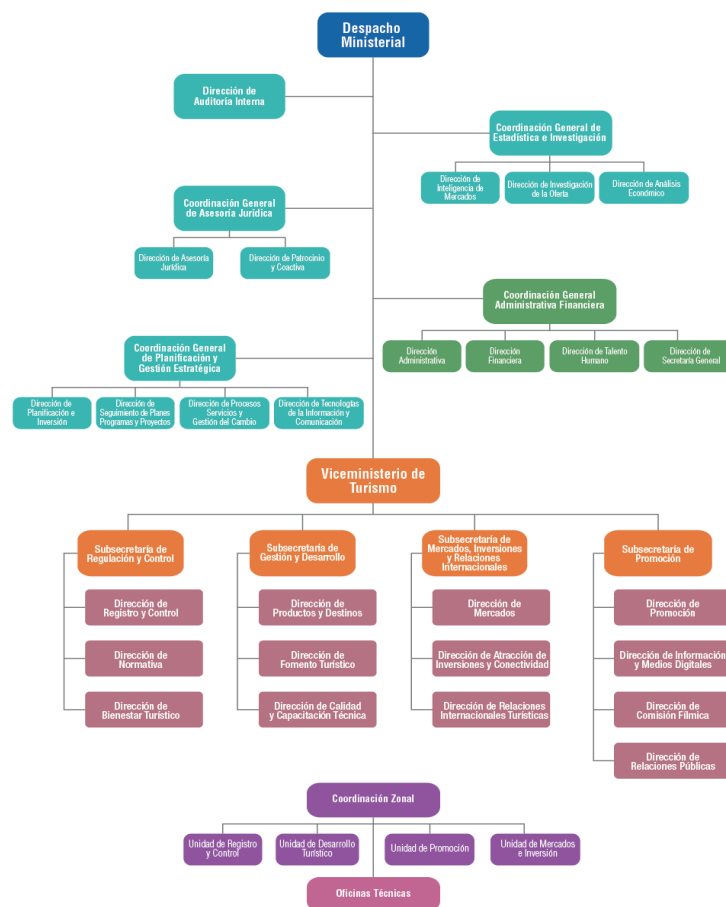 Despacho
Ministerial
Dirección de
Auditoría Interna
Coordinación General de
Estadística e Investigación
Dirección de
Inteligencia de
Mercados
Dirección de Investigación
de la Oferta
Dirección de Análisis
Económico
Coordinación General
de Asesoría Jurídica
Dirección de Asesoría
Jurídica
Dirección de Patrocinio
y Coactiva
Coordinación General
Administrativa Financiera
Dirección
Administrativa
Dirección
Financiera
Dirección de Talento
Humano
Dirección de
Secretaría General
Coordinación General
de Planificación y
Gestión Estratégica
Dirección de
Planificación e
Inversión
Dirección de
Seguimiento de Planes
Programas y Proyectos
Dirección de Procesos
Servicios y
Gestión del Cambio
Dirección de Tecnologías
de la Información y
Comunicación
Viceministerio de
Turismo
Subsecretaría de
Regulación y Control
Dirección de
Registro y Control
Dirección de
Normativa
Dirección de
Bienestar Turístico
Subsecretaría de
Gestión y Desarrollo
Dirección de
Productos y Destinos
Dirección de
Fomento Turístico
Dirección de Calidad
y Capacitación Técnica
Subsecretaría de
Mercados, Inversiones y
Relaciones
Internacionales
Dirección de
Mercados
Dirección de Atracción de
Inversiones y Conectividad
Dirección de Relaciones
Internacionales Turísticas
Subsecretaría de
Promoción
Dirección de
Promoción
Dirección de Información
y Medios Digitales
Dirección de
Comisión Fílmica
Dirección de
Relaciones Públicas
Coordinación Zonal
Unidad de Registro
y Control
Unidad de Desarrollo
Turístico
Unidad de Promoción
Unidad de Mercados
e Inversión
Oficinas Técnicas